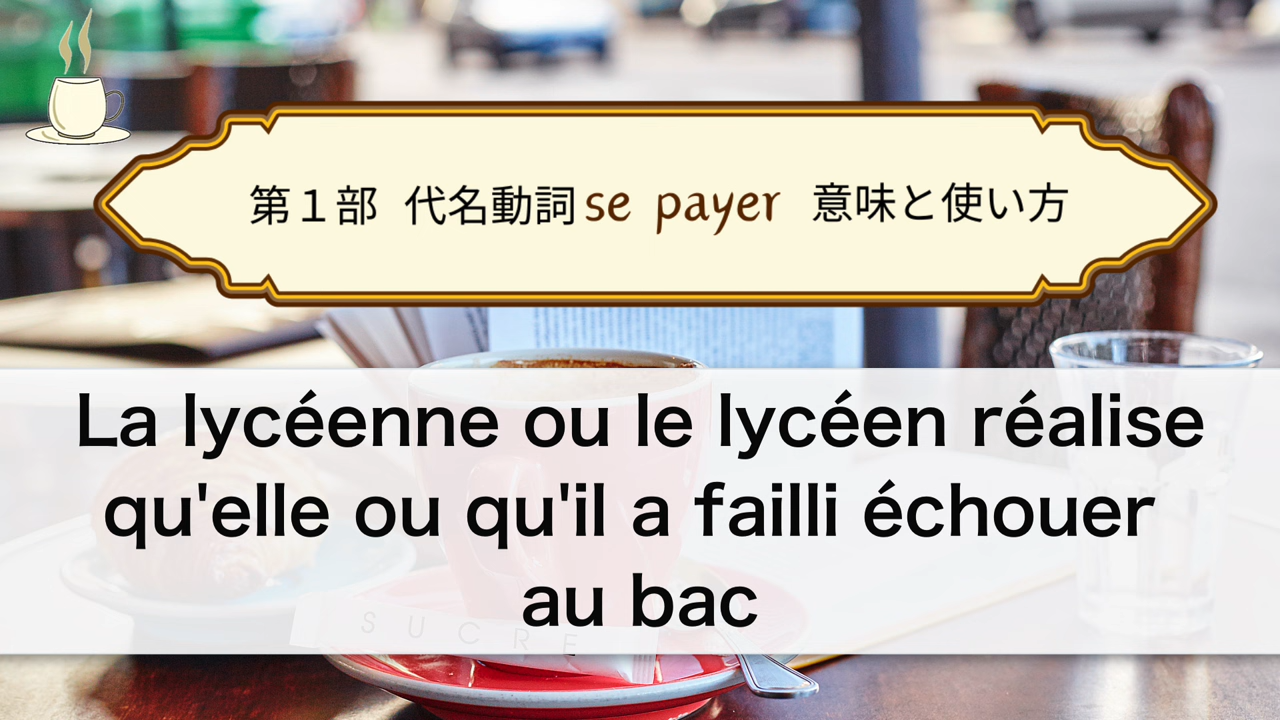 第１部 代名動詞se payer 意味と使い方
La lycéenne ou le lycéen réalise
qu'elle ou qu'il a failli échouer
au bac
SUCRE